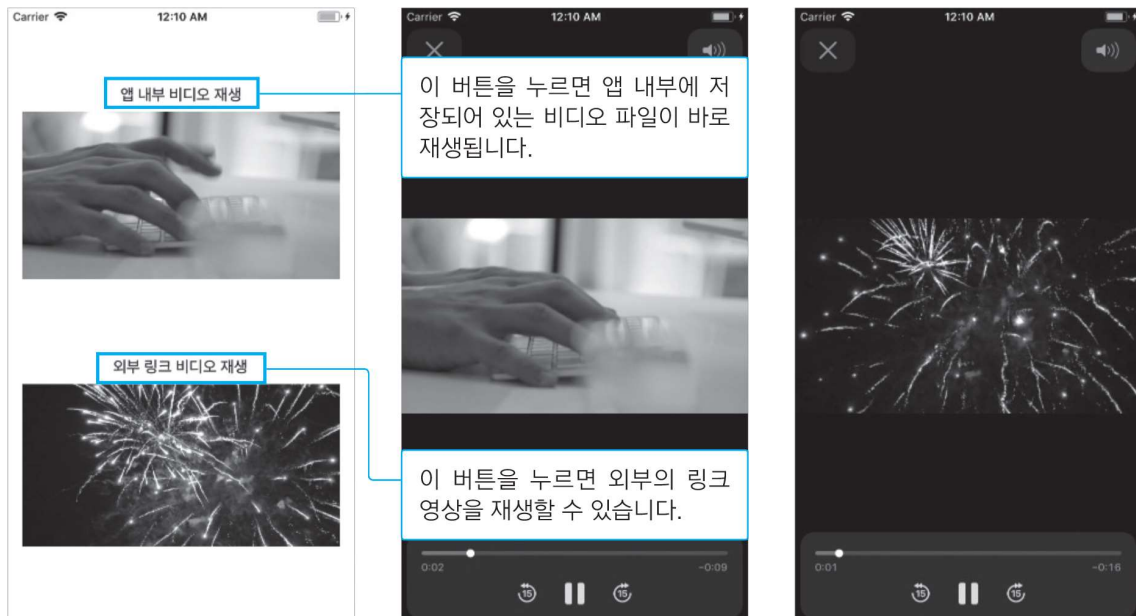 Carrier 12:10 AM
앱 내부 비디오 재생
외부 링크 비디오 재생
Carrier 12:10 AM
이 버튼을 누르면 앱 내부에 저
장되어 있는 비디오 파일이 바로
재생됩니다.
이 버튼을 누르면 외부의 링크
영상을 재생할 수 있습니다.
0:02 -0:09
15 15
Carrier 12:10 AM
0:01 -0:16
15 15